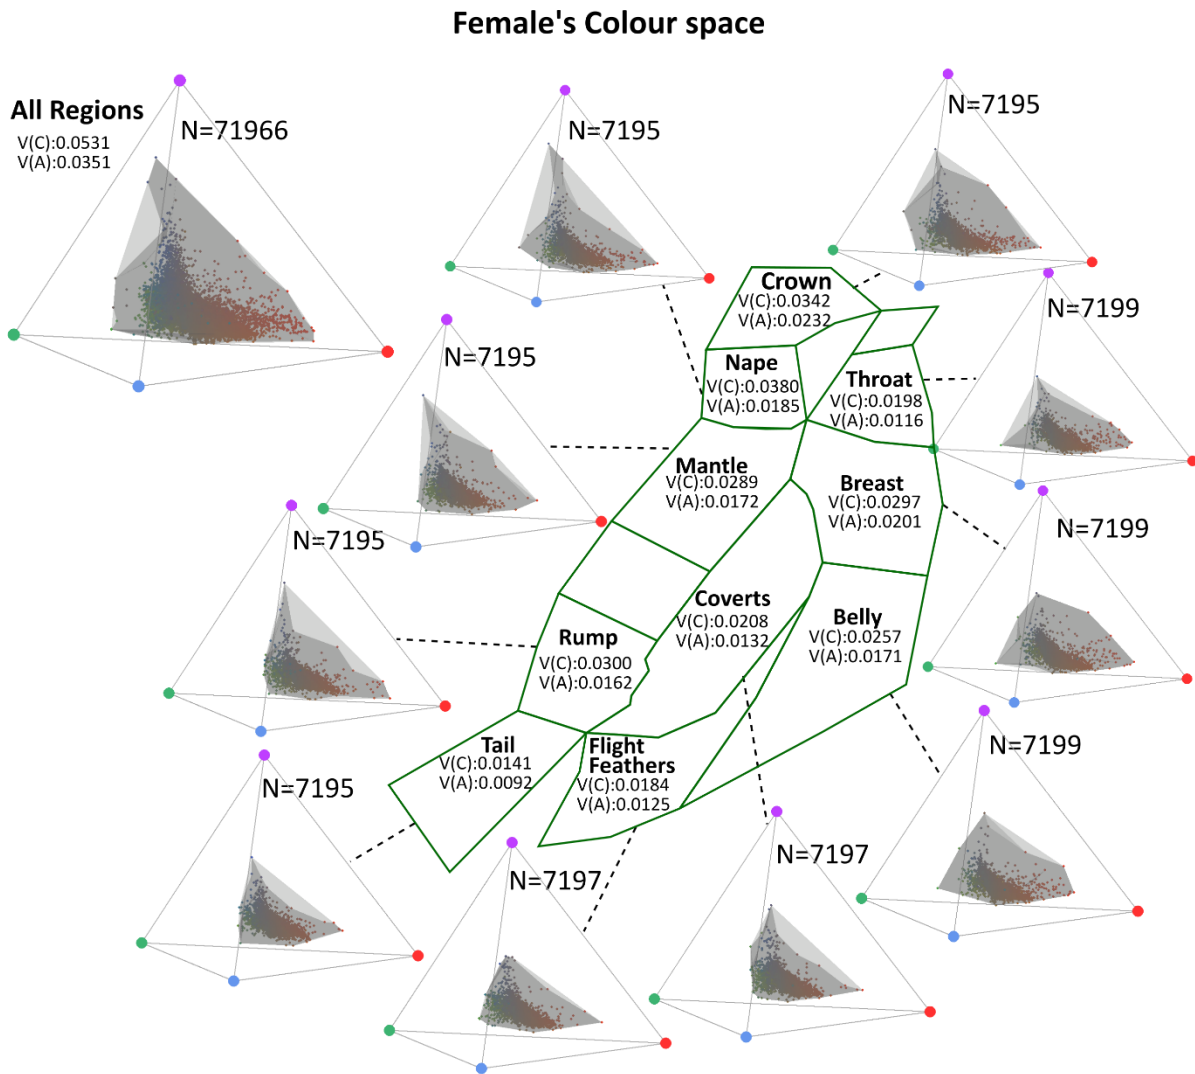 Female's Colour space
All Regions
V(C):0.0531
V(A):0.0351
N=71966
N=7195
N=7195
Crown
V(C):0.0342
V(A):0.0232
N=7199
N=7195
Nape
V(C):0.0380
V(A):0.0185
Throat
V(C):0.0198
V(A):0.0116
Mantle
V(C):0.0289
V(A):0.0172
Breast
V(C):0.0297
V(A):0.0201
N=7195
N=7199
Coverts
V(C):0.0208
V(A):0.0132
Belly
V(C):0.0257
V(A):0.0171
Rump
V(C):0.0300
V(A):0.0162
Tail
V(C):0.0141
V(A):0.0092
Flight
Feathers
V(C):0.0184
V(A):0.0125
N=7199
N=7195
N=7197
N=7197